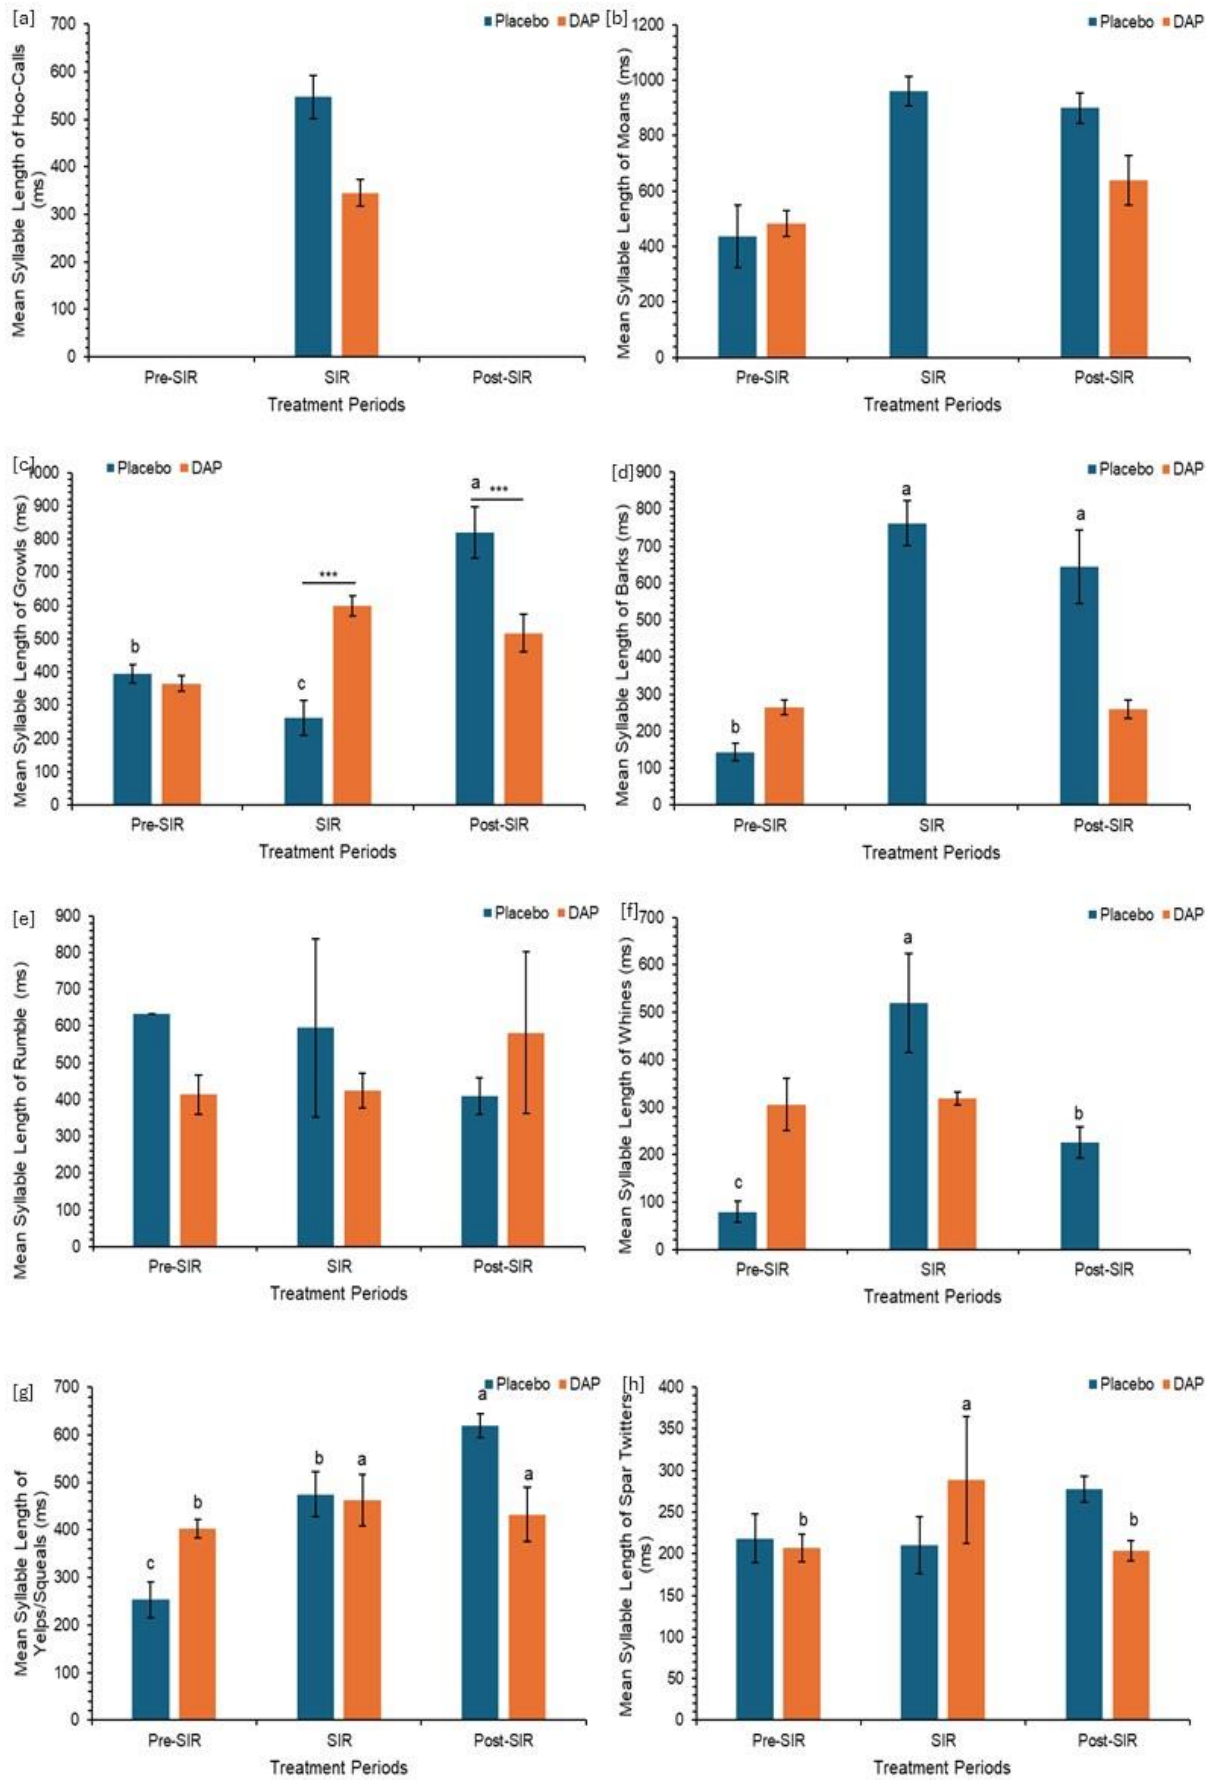 [a]
Placebo DAP
Mean Syllable Length of Hoo-Calls
(ms)
700
600
500
400
300
200
100
0
Pre-SIR SIR Post-SIR
Treatment Periods
[b]
Placebo DAP
Mean Syllable Length of Moans (ms)
1200
1000
800
600
400
200
0
Pre-SIR SIR Post-SIR
Treatment Periods
[c]
Placebo DAP
Mean Syllable Length of Growls (ms)
1000
900
800
700
600
500
400
300
200
100
0
b
c
***
a
***
Pre-SIR SIR Post-SIR
Treatment Periods
[d]
Placebo DAP
Mean Syllable Length of Barks (ms)
900
800
700
600
500
400
300
200
100
0
b
a
a
Pre-SIR SIR Post-SIR
Treatment Periods
[e]
Placebo DAP
Mean Syllable Length of Rumble (ms)
900
800
700
600
500
400
300
200
100
0
Pre-SIR SIR Post-SIR
Treatment Periods
[f]
Placebo DAP
Mean Syllable Length of Whines (ms)
700
600
500
400
300
200
100
0
c
a
b
Pre-SIR SIR Post-SIR
Treatment Periods
[g]
Placebo DAP
Mean Syllable Length of
Yelps/Squeals (ms)
700
600
500
400
300
200
100
0
c
b
b
a
a
a
Pre-SIR SIR Post-SIR
Treatment Periods
[h]
Placebo DAP
Mean Syllable Length of Spar Twitters
(ms)
400
350
300
250
200
150
100
50
0
b
a
b
Pre-SIR SIR Post-SIR
Treatment Periods